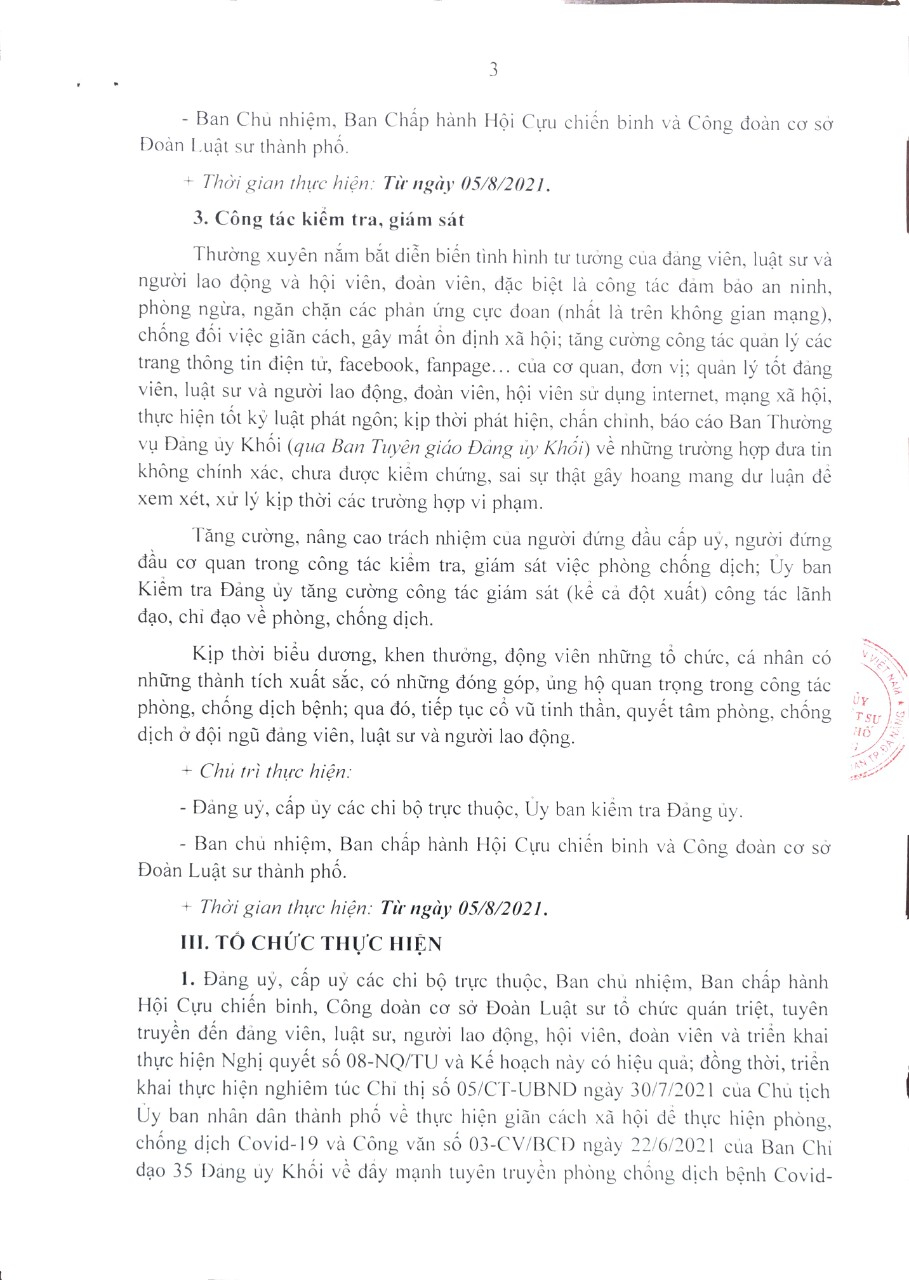 3
- Ban Chủ nhiệm, Ban Chấp hành Hội Cựu chiến binh và Công đoàn cơ sở
Đoàn Luật sư thành phố.
+ Thời gian thực hiện: Từ ngày 05/8/2021.
3. Công tác kiểm tra, giám sát
Thường xuyên nắm bắt diễn biến tình hình tư tưởng của đảng viên, luật sư và
người lao động và hội viên, đoàn viên, đặc biệt là công tác đảm bảo an ninh,
phòng ngừa, ngăn chặn các phản ứng cực đoan (nhất là trên không gian mạng),
chống đối việc giãn cách, gây mất ổn định xã hội; tăng cường công tác quản lý các
trang thông tin điện tử, facebook, fanpage… của cơ quan, đơn vị; quản lý tốt đảng
viên, luật sư và người lao động, đoàn viên, hội viên sử dụng internet, mạng xã hội,
thực hiện tốt kỷ luật phát ngôn; kịp thời phát hiện, chấn chỉnh, báo cáo Ban Thường
vụ Đảng ủy Khối (qua Ban Tuyên giáo Đảng ủy Khối) về những trường hợp đưa tin
không chính xác, chưa được kiểm chứng, sai sự thật gây hoang mang dư luận để
xem xét, xử lý kịp thời các trường hợp vi phạm.
Tăng cường, nâng cao trách nhiệm của người đứng đầu cấp uỷ, người đứng
đầu cơ quan trong công tác kiểm tra, giám sát việc phòng chống dịch; Ủy ban
Kiểm tra Đảng ủy tăng cường công tác giám sát (kể cả đột xuất) công tác lãnh
đạo, chỉ đạo về phòng, chống dịch.
Kịp thời biểu dương, khen thưởng, động viên những tổ chức, cá nhân có
những thành tích xuất sắc, có những đóng góp, ủng hộ quan trọng trong công tác
phòng, chống dịch bệnh; qua đó, tiếp tục cổ vũ tinh thần, quyết tâm phòng, chống
dịch ở đội ngũ đảng viên, luật sư và người lao động.
+ Chủ trì thực hiện:
- Đảng uỷ, cấp ủy các chi bộ trực thuộc, Ủy ban kiểm tra Đảng ủy.
- Ban chủ nhiệm, Ban chấp hành Hội Cựu chiến binh và Công đoàn cơ sở
Đoàn Luật sư thành phố.
+ Thời gian thực hiện: Từ ngày 05/8/2021.
III. TỔ CHỨC THỰC HIỆN
1. Đảng uỷ, cấp uỷ các chi bộ trực thuộc, Ban chủ nhiệm, Ban chấp hành
Hội Cựu chiến binh, Công đoàn cơ sở Đoàn Luật sư tổ chức quán triệt, tuyên
truyền đến đảng viên, luật sư, người lao động, hội viên, đoàn viên và triển khai
thực hiện Nghị quyết số 08-NQ/TU và Kế hoạch này có hiệu quả; đồng thời, triển
khai thực hiện nghiêm túc Chỉ thị số 05/CT-UBND ngày 30/7/2021 của Chủ tịch
Ủy ban nhân dân thành phố về thực hiện giãn cách xã hội để thực hiện phòng,
chống dịch Covid-19 và Công văn số 03-CV/BCĐ ngày 22/6/2021 của Ban Chỉ
đạo 35 Đảng ủy Khối về đẩy mạnh tuyên truyền phòng chống dịch bệnh Covid-
VIỆT NAM
ỦY
T SƯ
HỐ
TP ĐÀ NẴNG